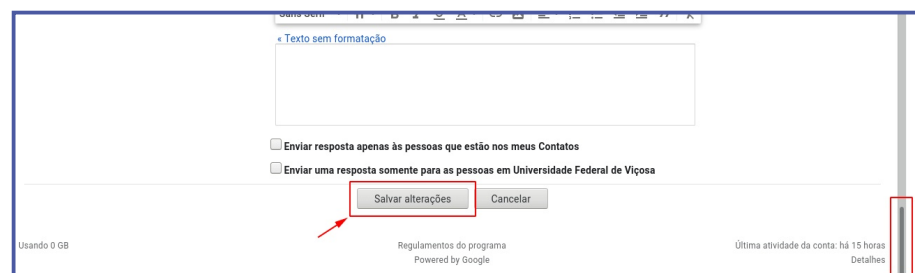 Sans Serif
« Texto sem formatação
Enviar resposta apenas às pessoas que estão nos meus Contatos
Enviar uma resposta somente para as pessoas em Universidade Federal de Viçosa
Salvar alterações
Cancelar
Usando 0 GB
Regulamentos do programa
Powered by Google
Última atividade da conta: há 15 horas
Detalhes